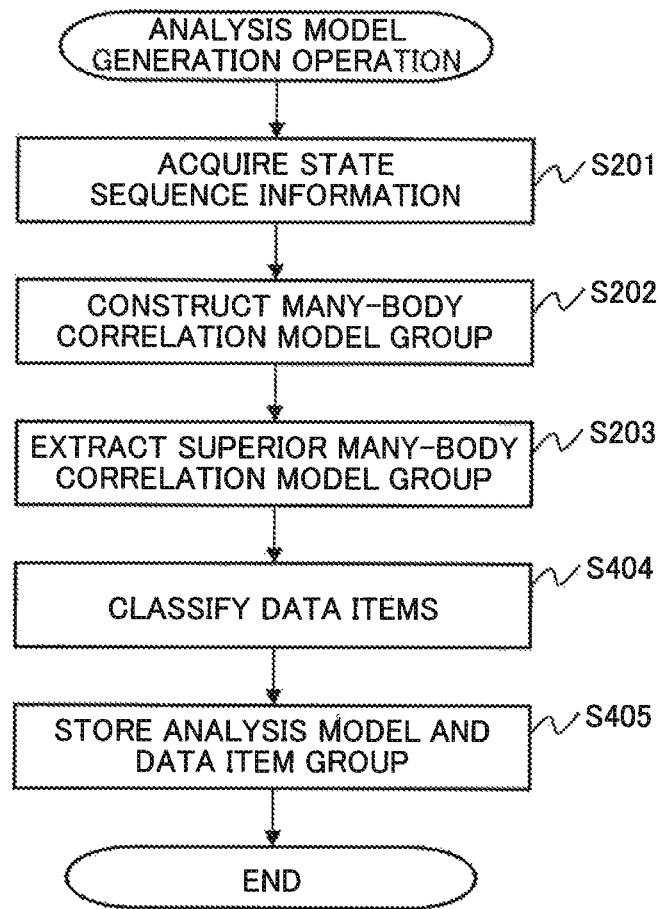 ANALYSIS MODEL
GENERATION OPERATION
ACQUIRE STATE
SEQUENCE INFORMATION
S201
CONSTRUCT MANY-BODY
CORRELATION MODEL GROUP
S202
EXTRACT SUPERIOR MANY-BODY
CORRELATION MODEL GROUP
S203
CLASSIFY DATA ITEMS
S404
STORE ANALYSIS MODEL AND
DATA ITEM GROUP
S405
END